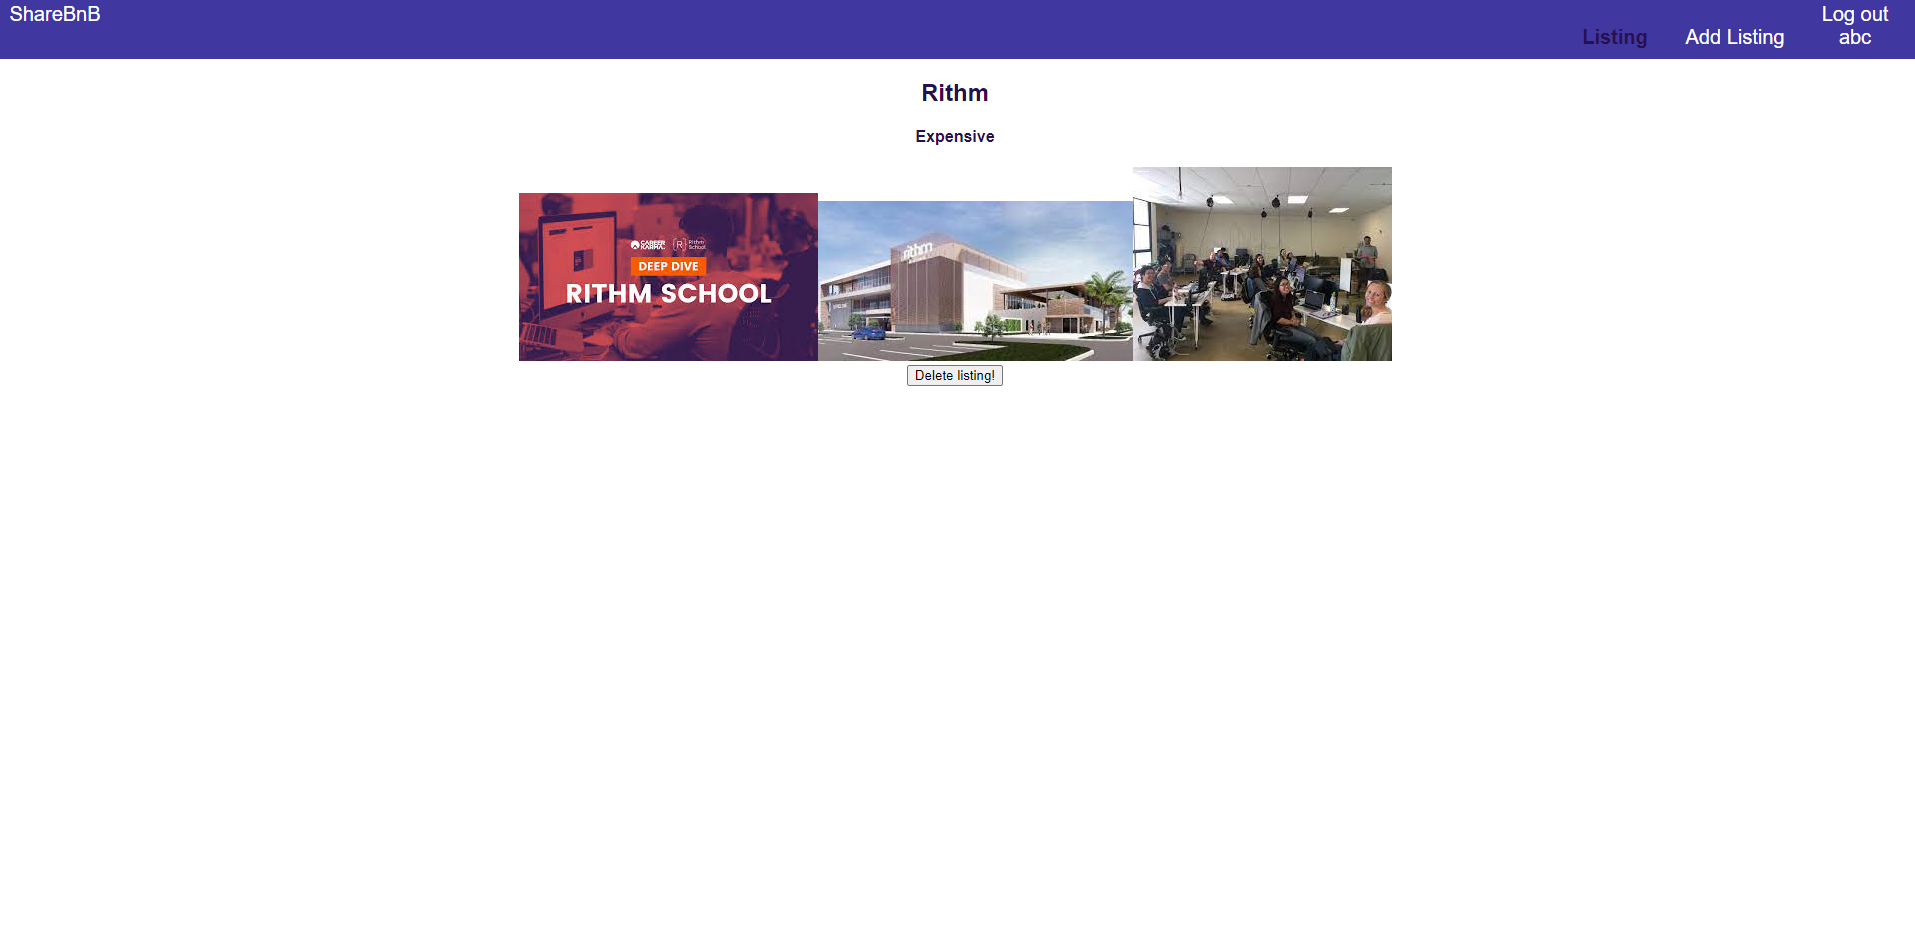 ShareBnB
Log out
Listing
Add Listing
abc
Rithm
Expensive
CAREER
KARMA
[R]
Rithm
School
DEEP DIVE
RITHM SCHOOL
rithm
Delete listing!